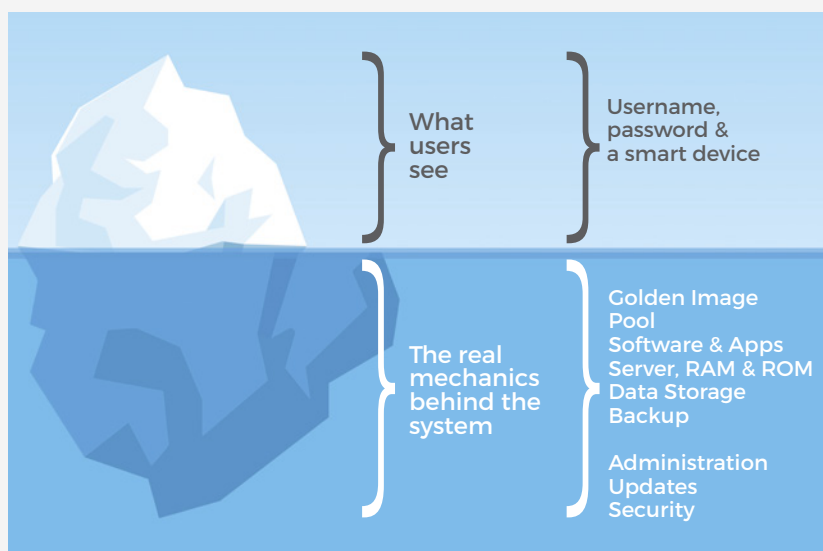 What
users
see
Username,
password &
a smart device
The real
mechanics
behind the
system
Golden Image
Pool
Software & Apps
Server, RAM & ROM
Data Storage
Backup
Administration
Updates
Security